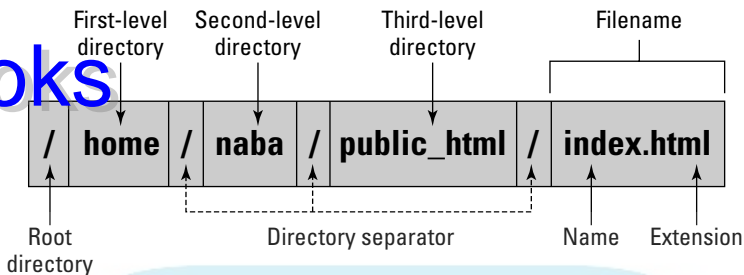 First-level directory
Second-level directory
Third-level directory
Filename
oks
/ home / naba / public_html / index.html
Root directory
Directory separator
Name
Extension